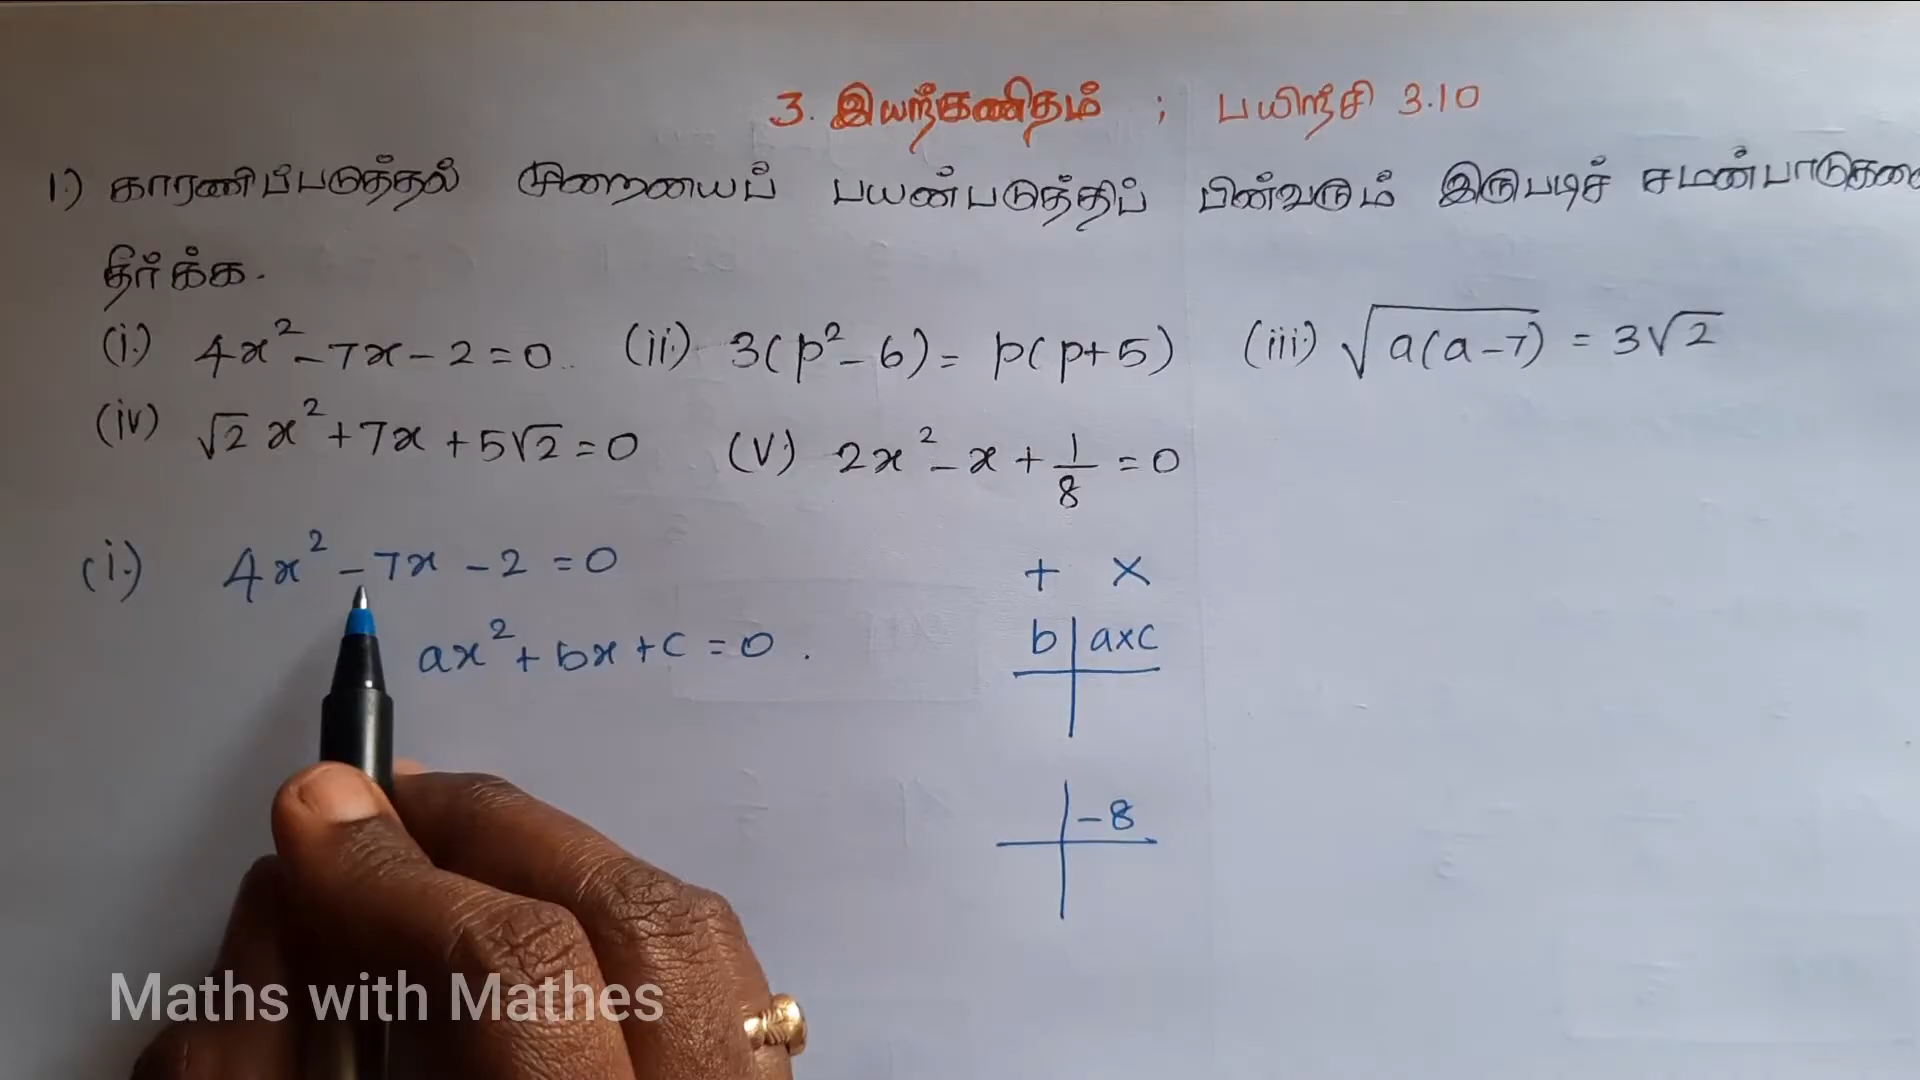 3. இயற்கணிதம் ; பயிற்சி 3.10
1.) காரணிப்படுத்தல் முறையைப் பயன்படுத்திப் பின்வரும் இருபடிச் சமன்பாடுகளை
தீர்க்க.
(i.) 4x² - 7x - 2 = 0. (ii.) 3(p² - 6) = p(p+5) (iii.) √a(a-7) = 3√2
(iv) √2 x² + 7x + 5√2 = 0 (v.) 2x² - x + 1/8 = 0
(i.) 4x² - 7x - 2 = 0 + ×
ax² + bx + c = 0 . b | a×c
-8
Maths with Mathes